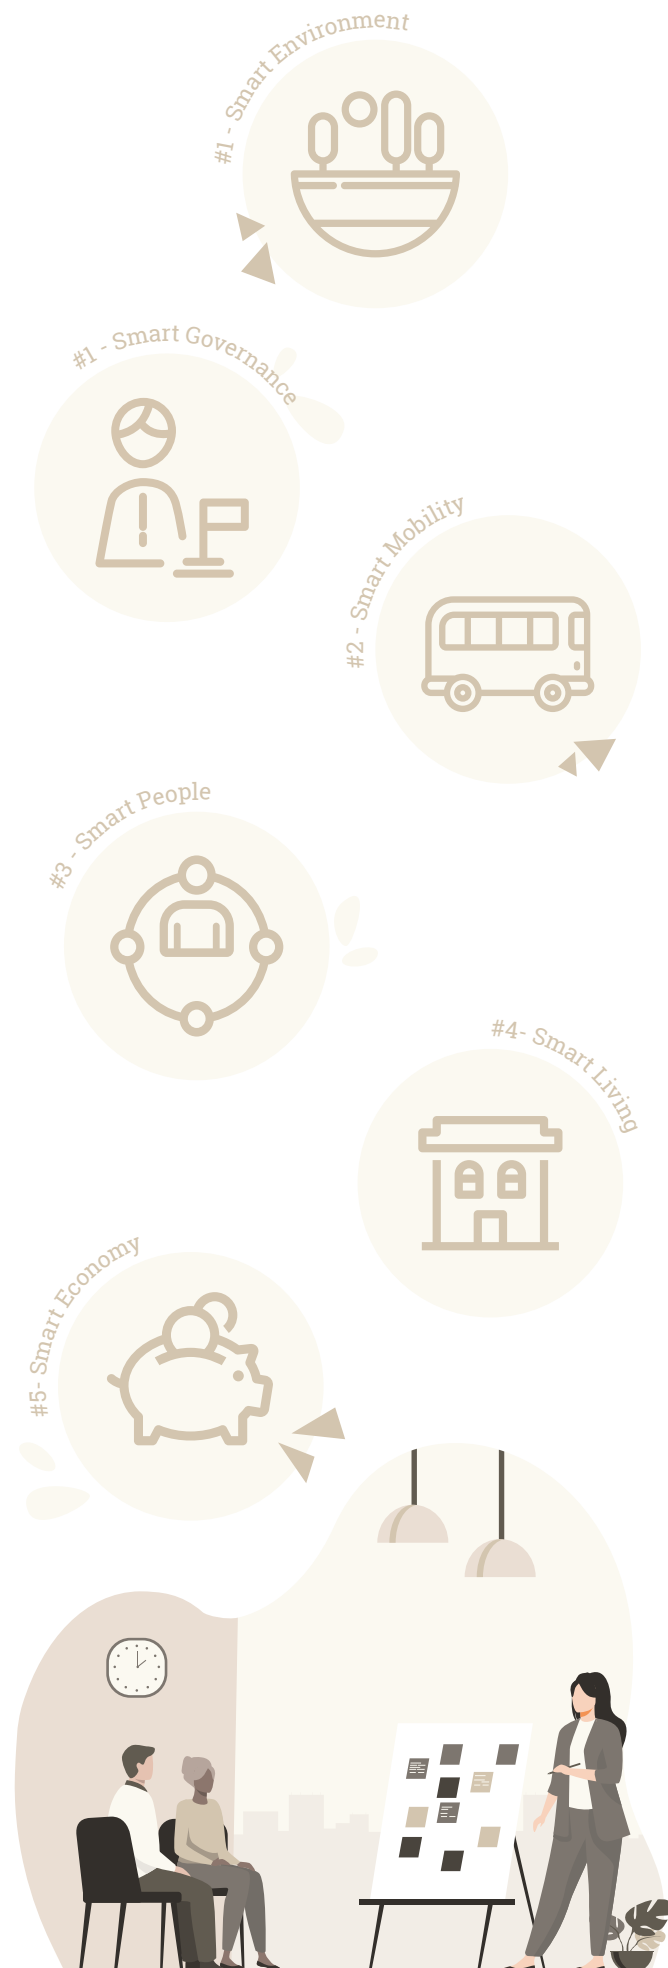 #1 - Smart Environment
#1 - Smart Governance
#2 - Smart Mobility
#3 - Smart People
#4- Smart Living
#5- Smart Economy